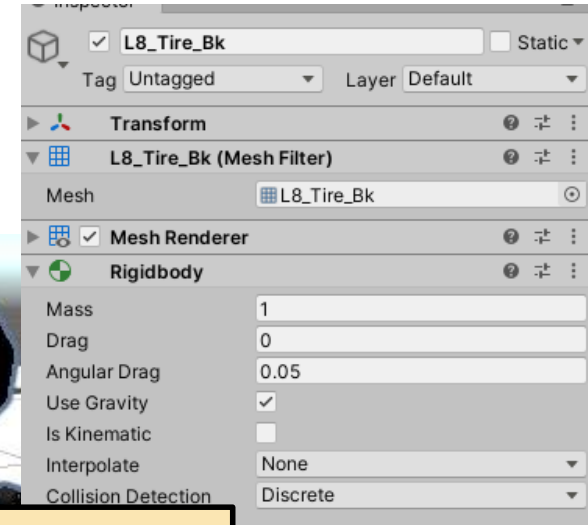 Inspector
L8_Tire_Bk Static
Tag Untagged Layer Default
Transform
L8_Tire_Bk (Mesh Filter)
Mesh L8_Tire_Bk
Mesh Renderer
Rigidbody
Mass 1
Drag 0
Angular Drag 0.05
Use Gravity
Is Kinematic
Interpolate None
Collision Detection Discrete